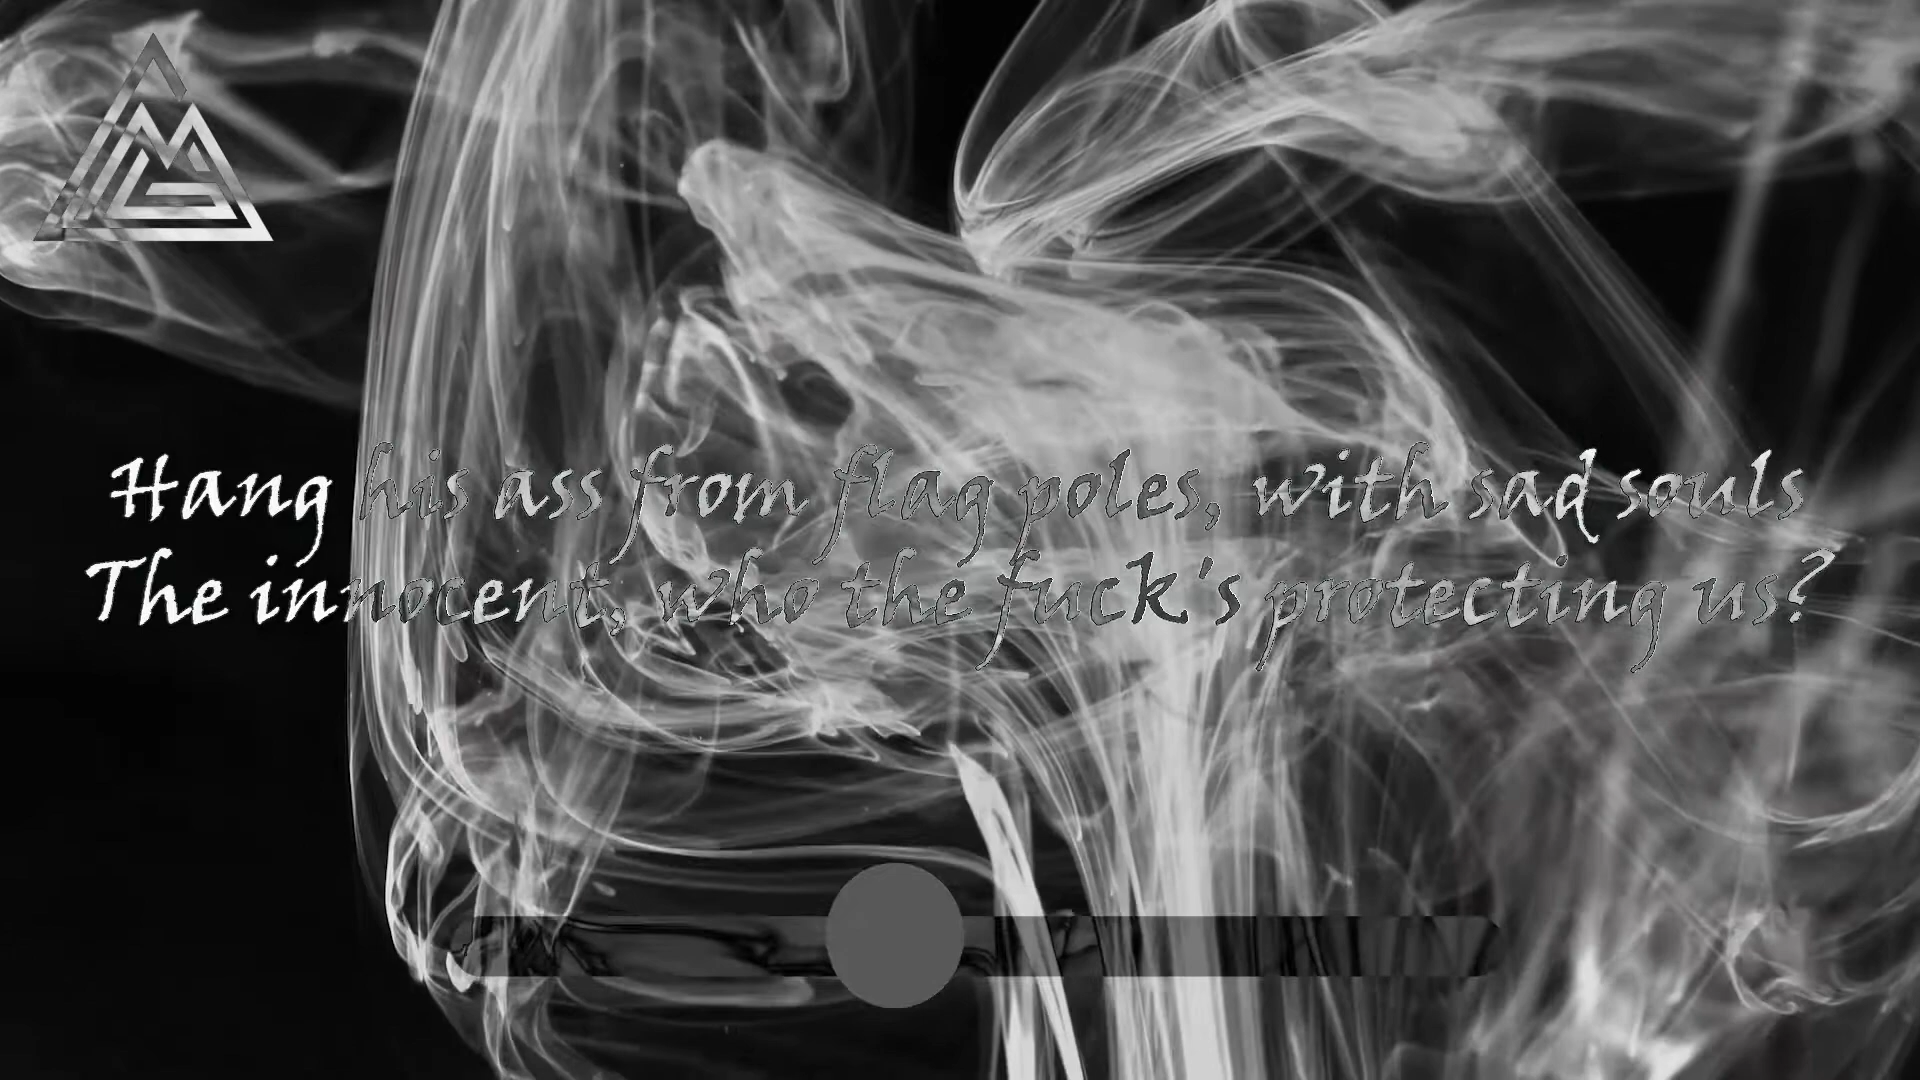 Hang his ass from flag poles, with sad souls
The innocent, who the fuck's protecting us?